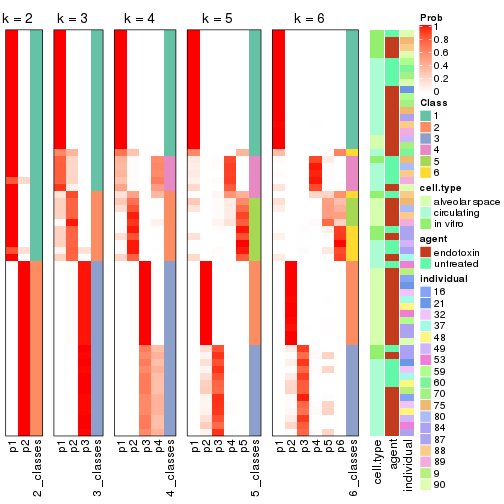 k = 2
k = 3
k = 4
k = 5
k = 6
p1
p2
2_classes
p1
p2
p3
3_classes
p1
p2
p3
p4
4_classes
p1
p2
p3
p4
p5
5_classes
p1
p2
p3
p4
p5
p6
6_classes
cell.type
agent
individual
Prob
1
0.8
0.6
0.4
0.2
0
Class
1
2
3
4
5
6
cell.type
alveolar space
circulating
in vitro
agent
endotoxin
untreated
individual
16
21
32
37
48
49
53
59
60
70
75
80
84
87
88
89
9
90